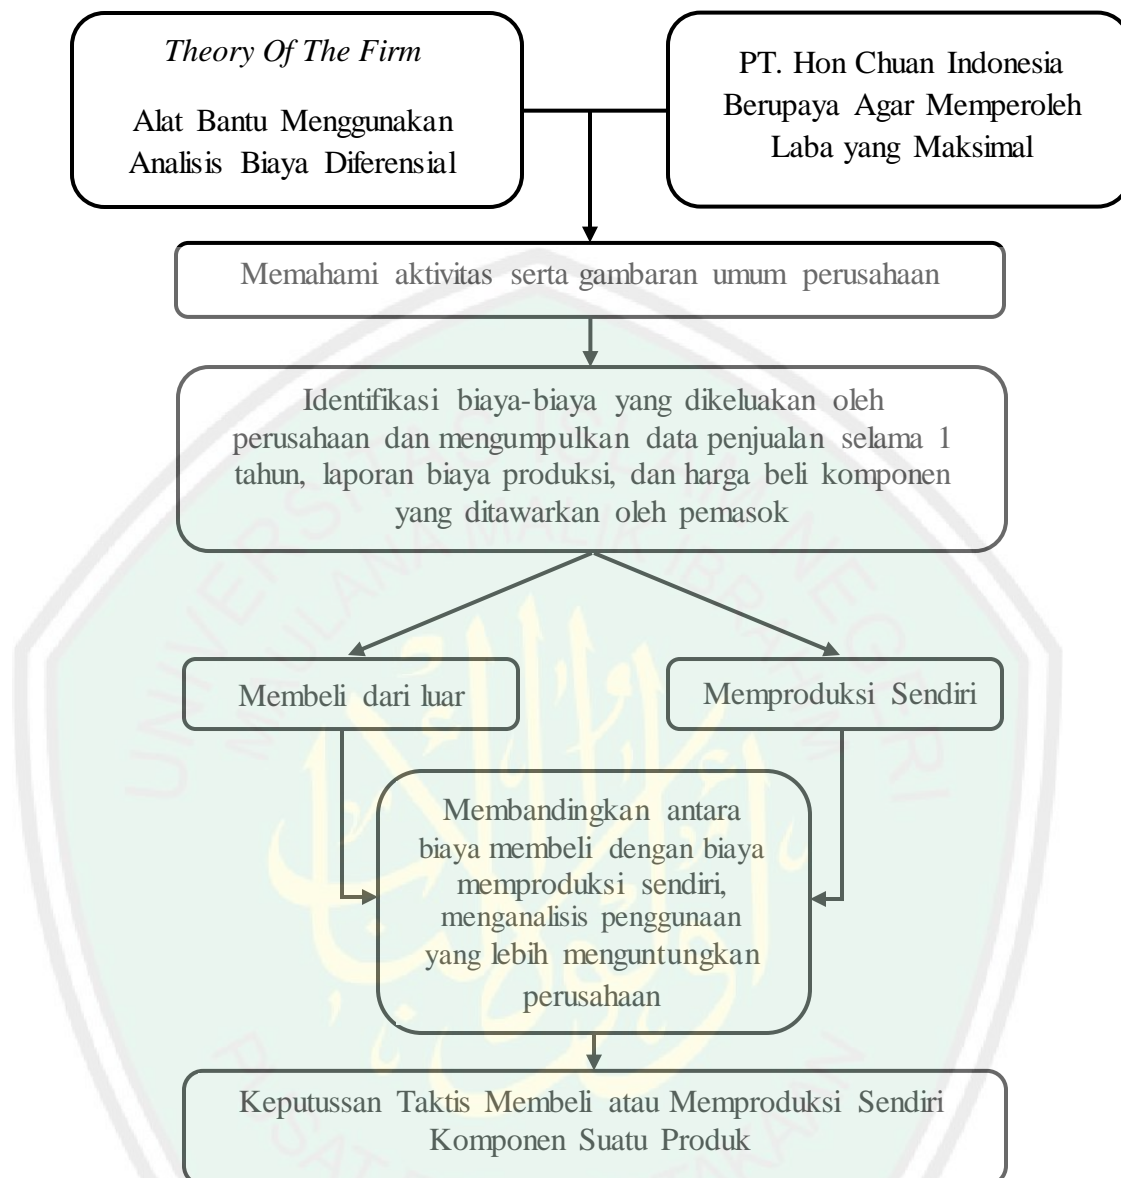 Theory Of The Firm
Alat Bantu Menggunakan
Analisis Biaya Diferensial
PT. Hon Chuan Indonesia
Berupaya Agar Memperoleh
Laba yang Maksimal
Memahami aktivitas serta gambaran umum perusahaan
Identifikasi biaya-biaya yang dikeluakan oleh
perusahaan dan mengumpulkan data penjualan selama 1
tahun, laporan biaya produksi, dan harga beli komponen
yang ditawarkan oleh pemasok
Membeli dari luar
Memproduksi Sendiri
Membandingkan antara
biaya membeli dengan biaya
memproduksi sendiri,
menganalisis penggunaan
yang lebih menguntungkan
perusahaan
Keputussan Taktis Membeli atau Memproduksi Sendiri
Komponen Suatu Produk
MAULANA MALIK IBRAHIM